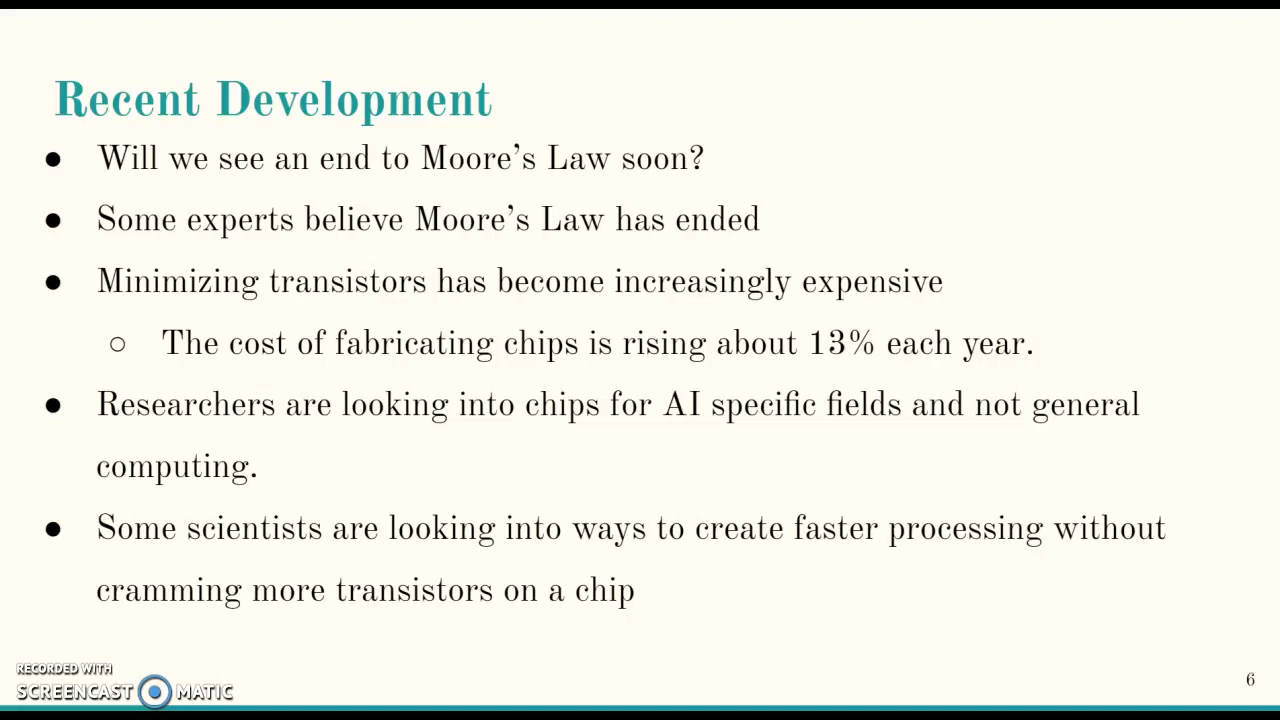 Recent Development
● Will we see an end to Moore's Law soon?
● Some experts believe Moore's Law has ended
● Minimizing transistors has become increasingly expensive
○ The cost of fabricating chips is rising about 13% each year.
● Researchers are looking into chips for AI specific fields and not general
computing.
● Some scientists are looking into ways to create faster processing without
cramming more transistors on a chip
RECORDED WITH
SCREENCAST MATIC
6